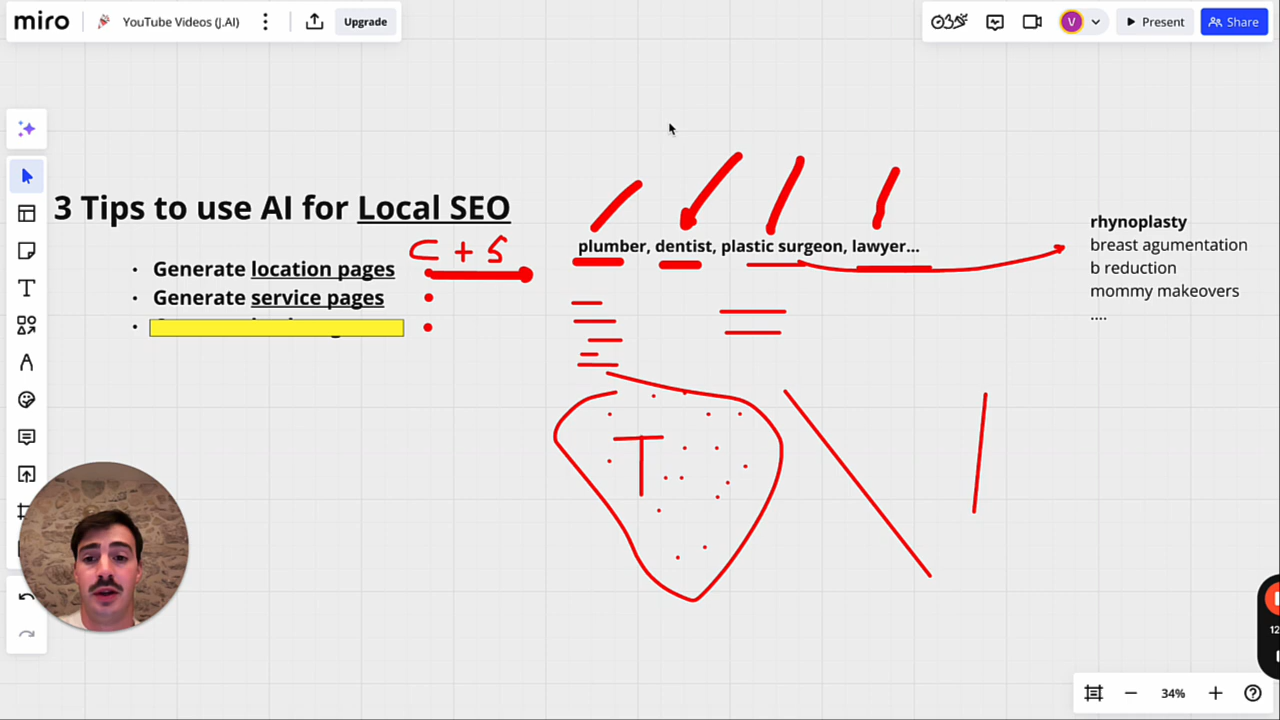 miro
YouTube Videos (J.AI)
Upgrade
V
Present
Share
3 Tips to use AI for Local SEO
C + S
· Generate location pages
· Generate service pages
·
plumber, dentist, plastic surgeon, lawyer...
T
rhynoplasty
breast agumentation
b reduction
mommy makeovers
....
12
34%